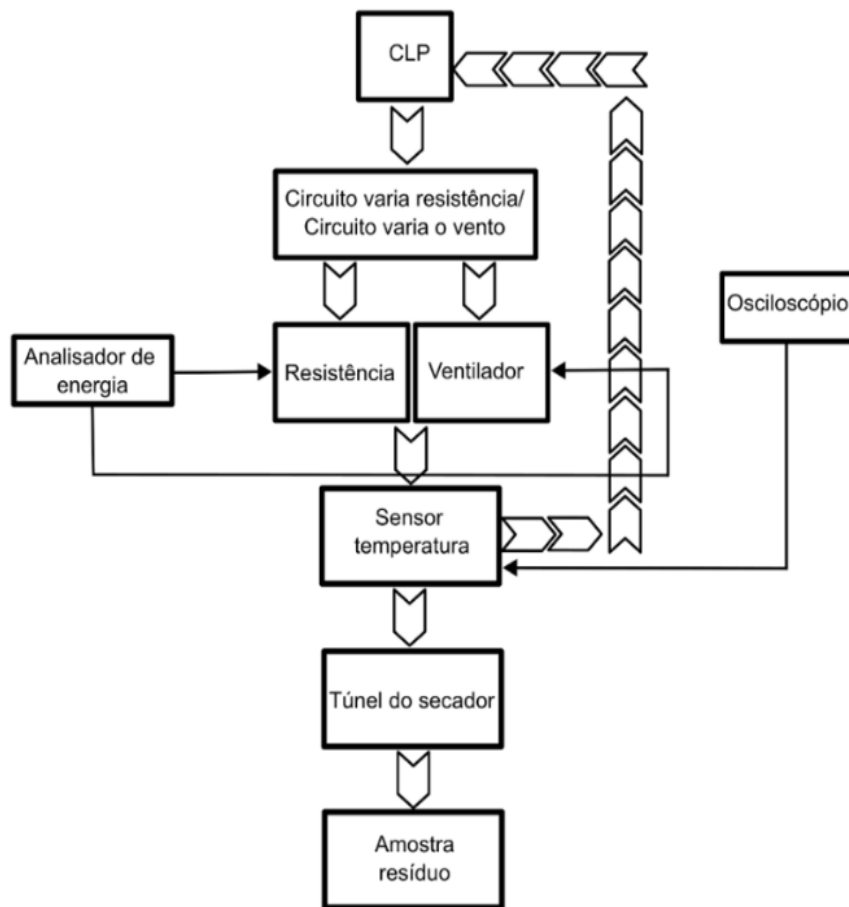 CLP
Circuito varia resistência/
Circuito varia o vento
Osciloscópio
Analisador de
energia
Resistência
Ventilador
Sensor
temperatura
Túnel do secador
Amostra
resíduo